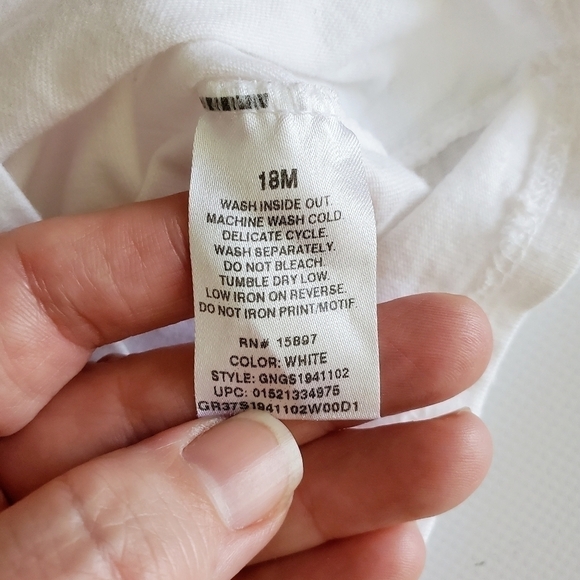 18M
WASH INSIDE OUT.
MACHINE WASH COLD
DELICATE CYCLE.
WASH SEPARATELY.
DO NOT BLEACH.
TUMBLE DRY LOW.
LOW IRON ON REVERSE.
DO NOT IRON PRINT/MOTIF.
RN# 15897
COLOR: WHITE
STYLE: GNGS1941102
UPC: 01521334975
GR37S1941102W00D1